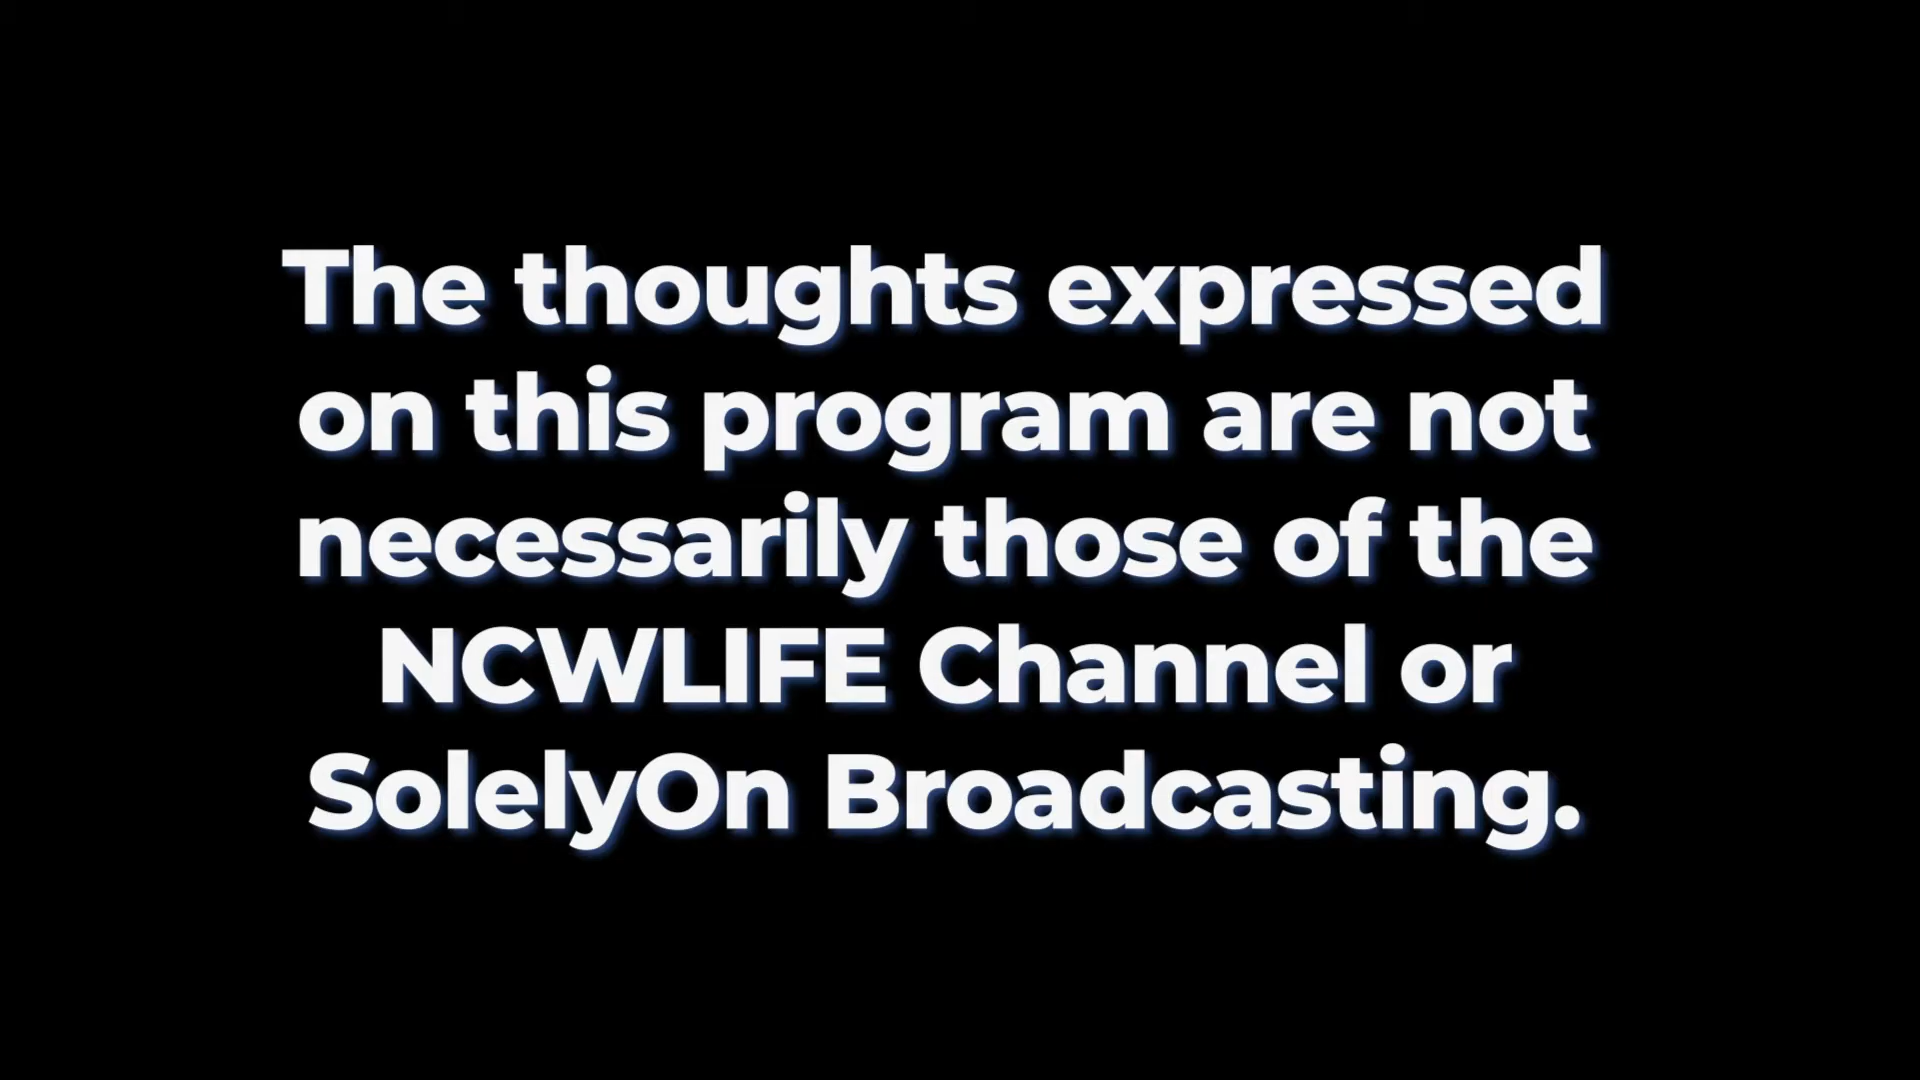 The thoughts expressed
on this program are not
necessarily those of the
NCWLIFE Channel or
SolelyOn Broadcasting.